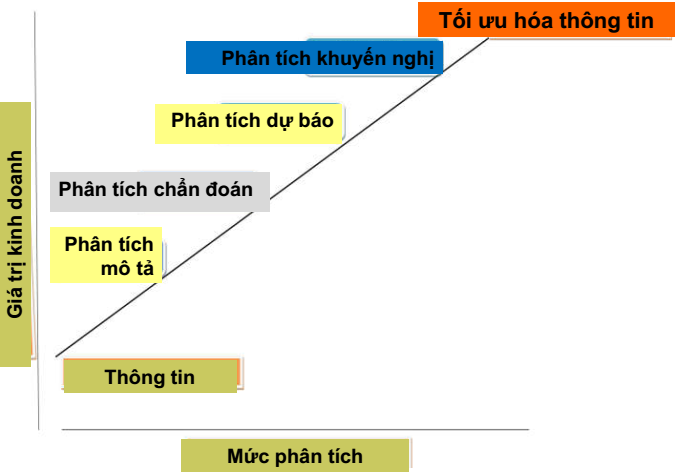 Tối ưu hóa thông tin
Phân tích khuyến nghị
Phân tích dự báo
Phân tích chẩn đoán
Phân tích
mô tả
Giá trị kinh doanh
Thông tin
Mức phân tích